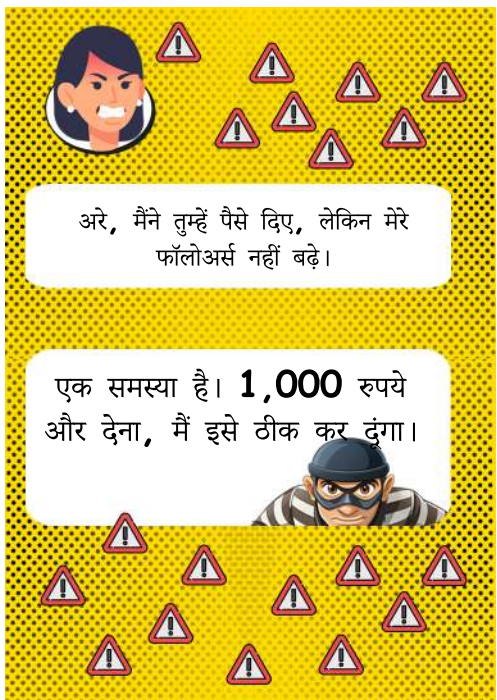 अरे, मैंने तुम्हें पैसे दिए, लेकिन मेरे
फॉलोअर्स नहीं बढ़े।
एक समस्या है। 1,000 रुपये
और देना, मैं इसे ठीक कर दूंगा।